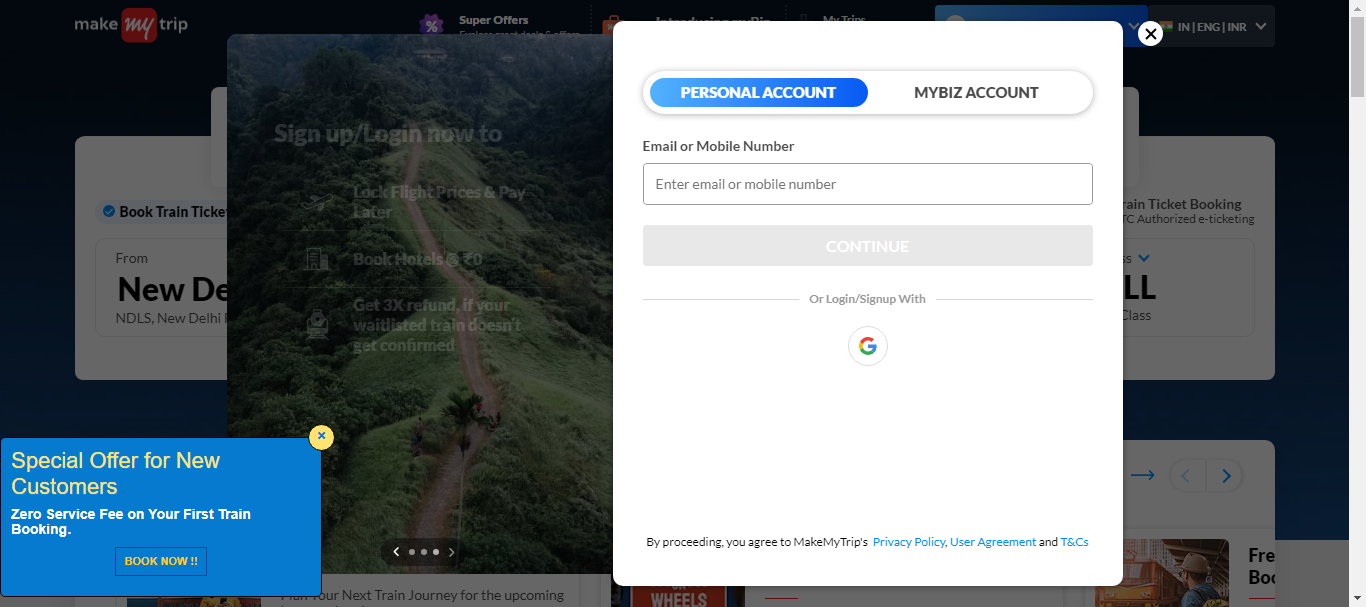 make my trip
Super Offers
Explore great deals & offers
Introducing myBiz
My Trips
IN | ENG | INR
Sign up/Login now to
Lock Flight Prices & Pay
Later
Book Hotels @ ₹0
Get 3X refund, if your
waitlisted train doesn't
get confirmed
PERSONAL ACCOUNT
MYBIZ ACCOUNT
Email or Mobile Number
Enter email or mobile number
CONTINUE
Or Login/Signup With
By proceeding, you agree to MakeMyTrip's Privacy Policy, User Agreement and T&Cs
Book Train Ticke
From
New De
NDLS, New Delhi
rain Ticket Booking
TC Authorized e-ticketing
ss
LL
Class
Special Offer for New
Customers
Zero Service Fee on Your First Train
Booking.
BOOK NOW !!
Plan Your Next Train Journey for the upcoming
WHEELS
Fre
Boo